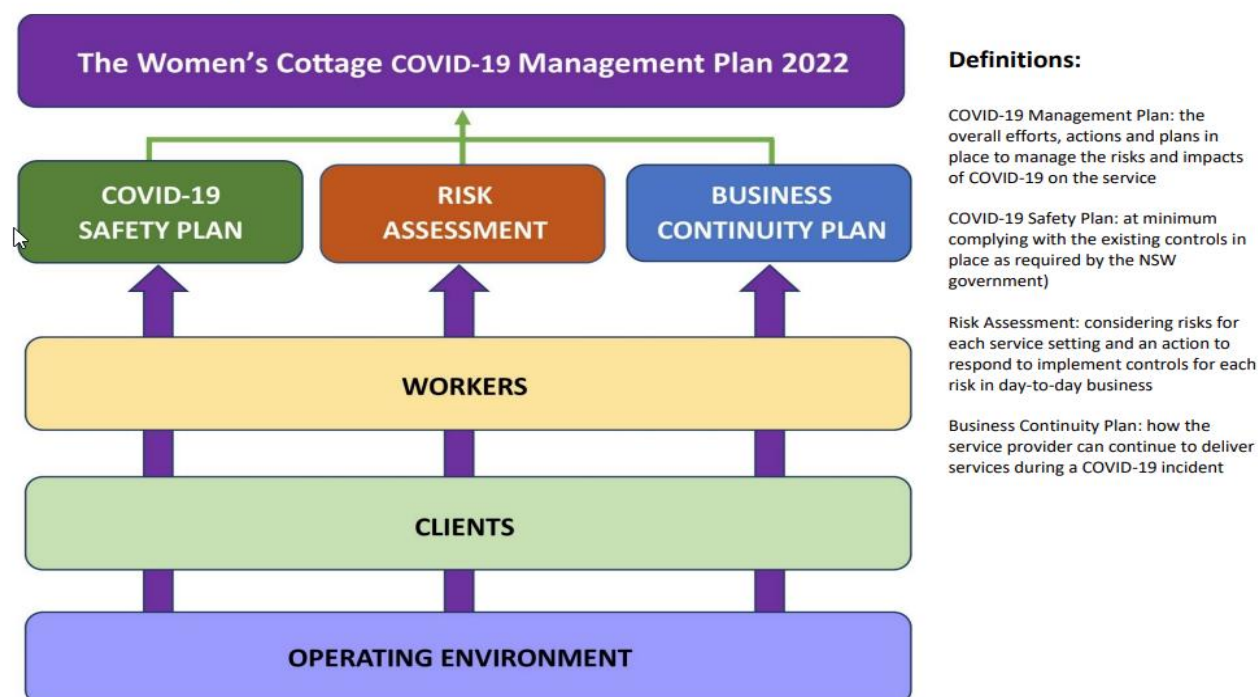 The Women's Cottage COVID-19 Management Plan 2022
COVID-19
SAFETY PLAN
RISK
ASSESSMENT
BUSINESS
CONTINUITY PLAN
WORKERS
CLIENTS
OPERATING ENVIRONMENT
Definitions:
COVID-19 Management Plan: the
overall efforts, actions and plans in
place to manage the risks and impacts
of COVID-19 on the service
COVID-19 Safety Plan: at minimum
complying with the existing controls in
place as required by the NSW
government)
Risk Assessment: considering risks for
each service setting and an action to
respond to implement controls for each
risk in day-to-day business
Business Continuity Plan: how the
service provider can continue to deliver
services during a COVID-19 incident